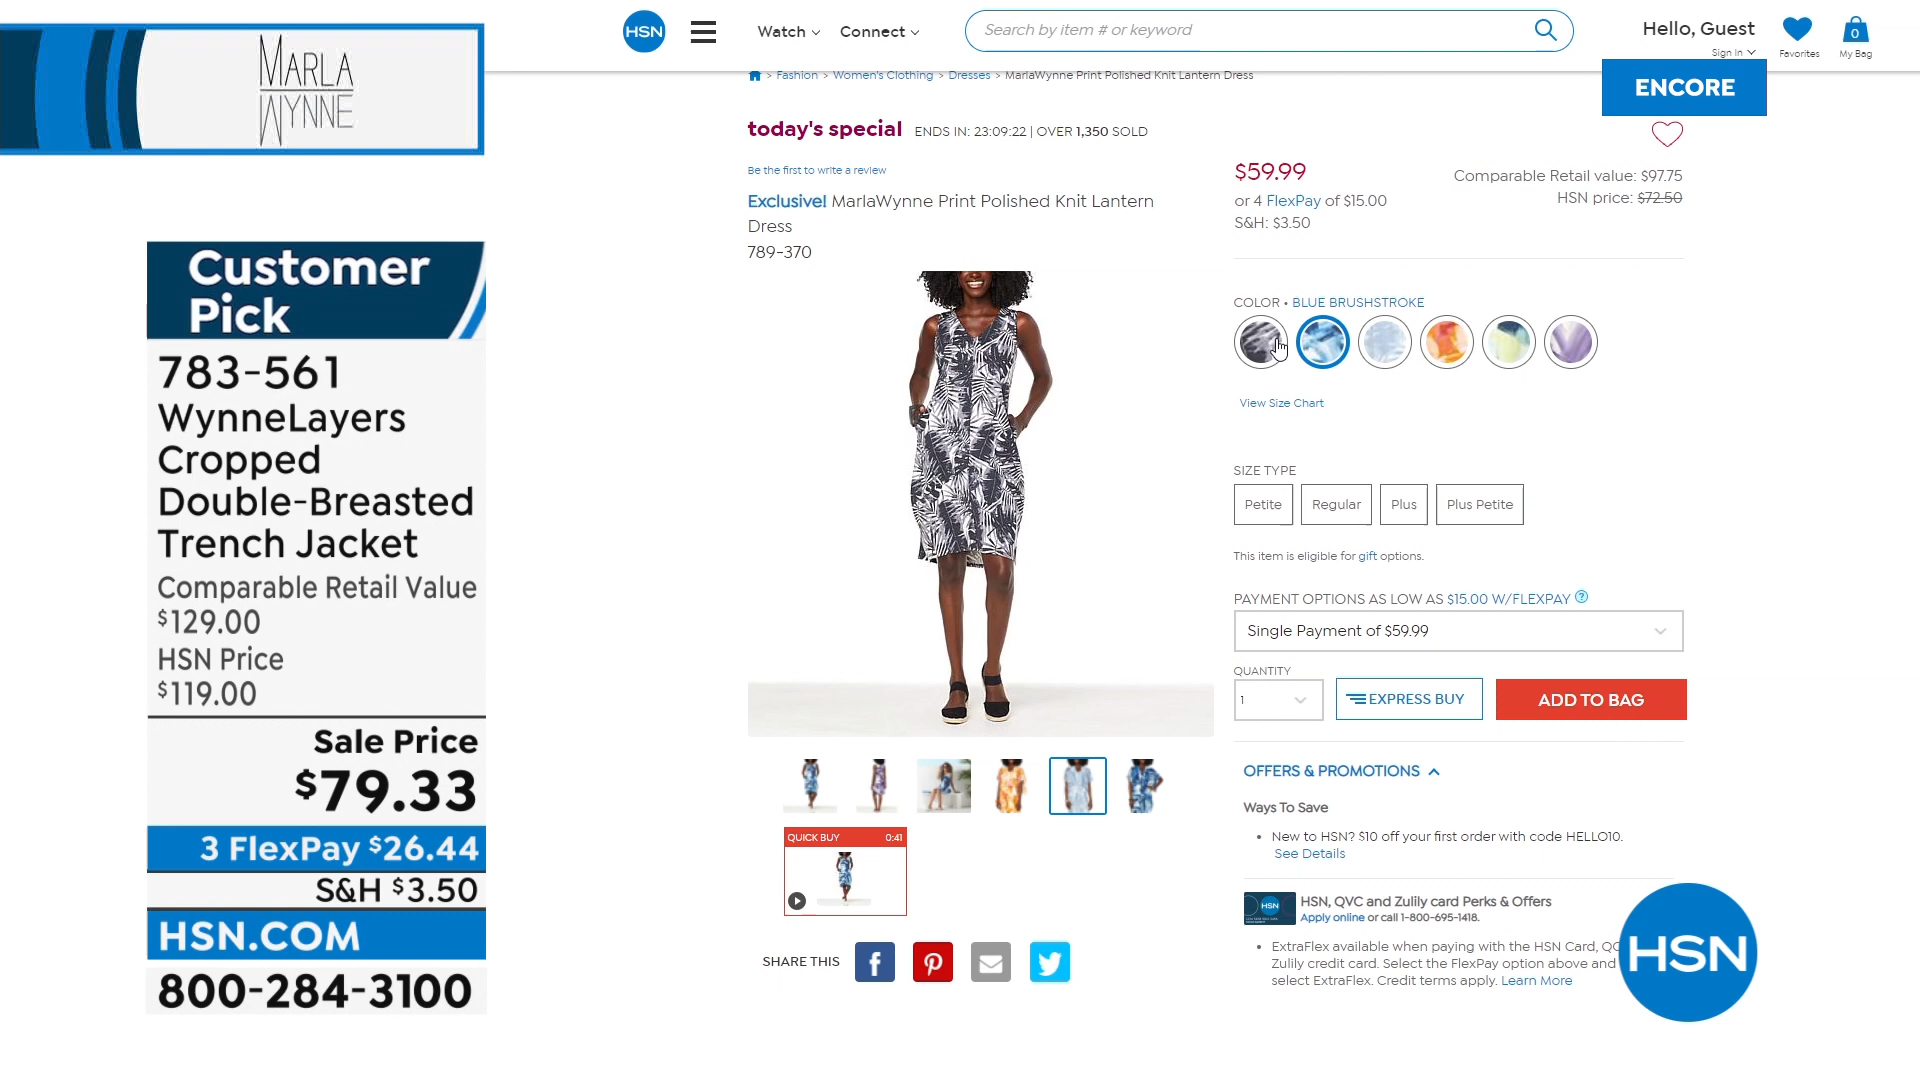 MARLA
WYNNE
Customer
Pick
783-561
WynneLayers
Cropped
Double-Breasted
Trench Jacket
Comparable Retail Value
$129.00
HSN Price
$119.00
Sale Price
$79.33
3 FlexPay $26.44
S&H $3.50
HSN.COM
800-284-3100
HSN
Watch
Connect
Search by item # or keyword
Hello, Guest
Sign In
Favorites
0
My Bag
> Fashion > Women's Clothing > Dresses > MarlaWynne Print Polished Knit Lantern Dress
ENCORE
today's special ENDS IN: 23:09:22 | OVER 1,350 SOLD
Be the first to write a review
Exclusive! MarlaWynne Print Polished Knit Lantern
Dress
789-370
QUICK BUY 0:41
SHARE THIS
$59.99
or 4 FlexPay of $15.00
S&H: $3.50
Comparable Retail value: $97.75
HSN price: $72.50
COLOR • BLUE BRUSHSTROKE
View Size Chart
SIZE TYPE
Petite Regular Plus Plus Petite
This item is eligible for gift options.
PAYMENT OPTIONS AS LOW AS $15.00 W/FLEXPAY ?
Single Payment of $59.99
QUANTITY
1
EXPRESS BUY
ADD TO BAG
OFFERS & PROMOTIONS
Ways To Save
• New to HSN? $10 off your first order with code HELLO10.
See Details
HSN
HSN, QVC and Zulily card Perks & Offers
Apply online or call 1-800-695-1418.
• ExtraFlex available when paying with the HSN Card,
Zulily credit card. Select the FlexPay option above and
select ExtraFlex. Credit terms apply. Learn More
HSN